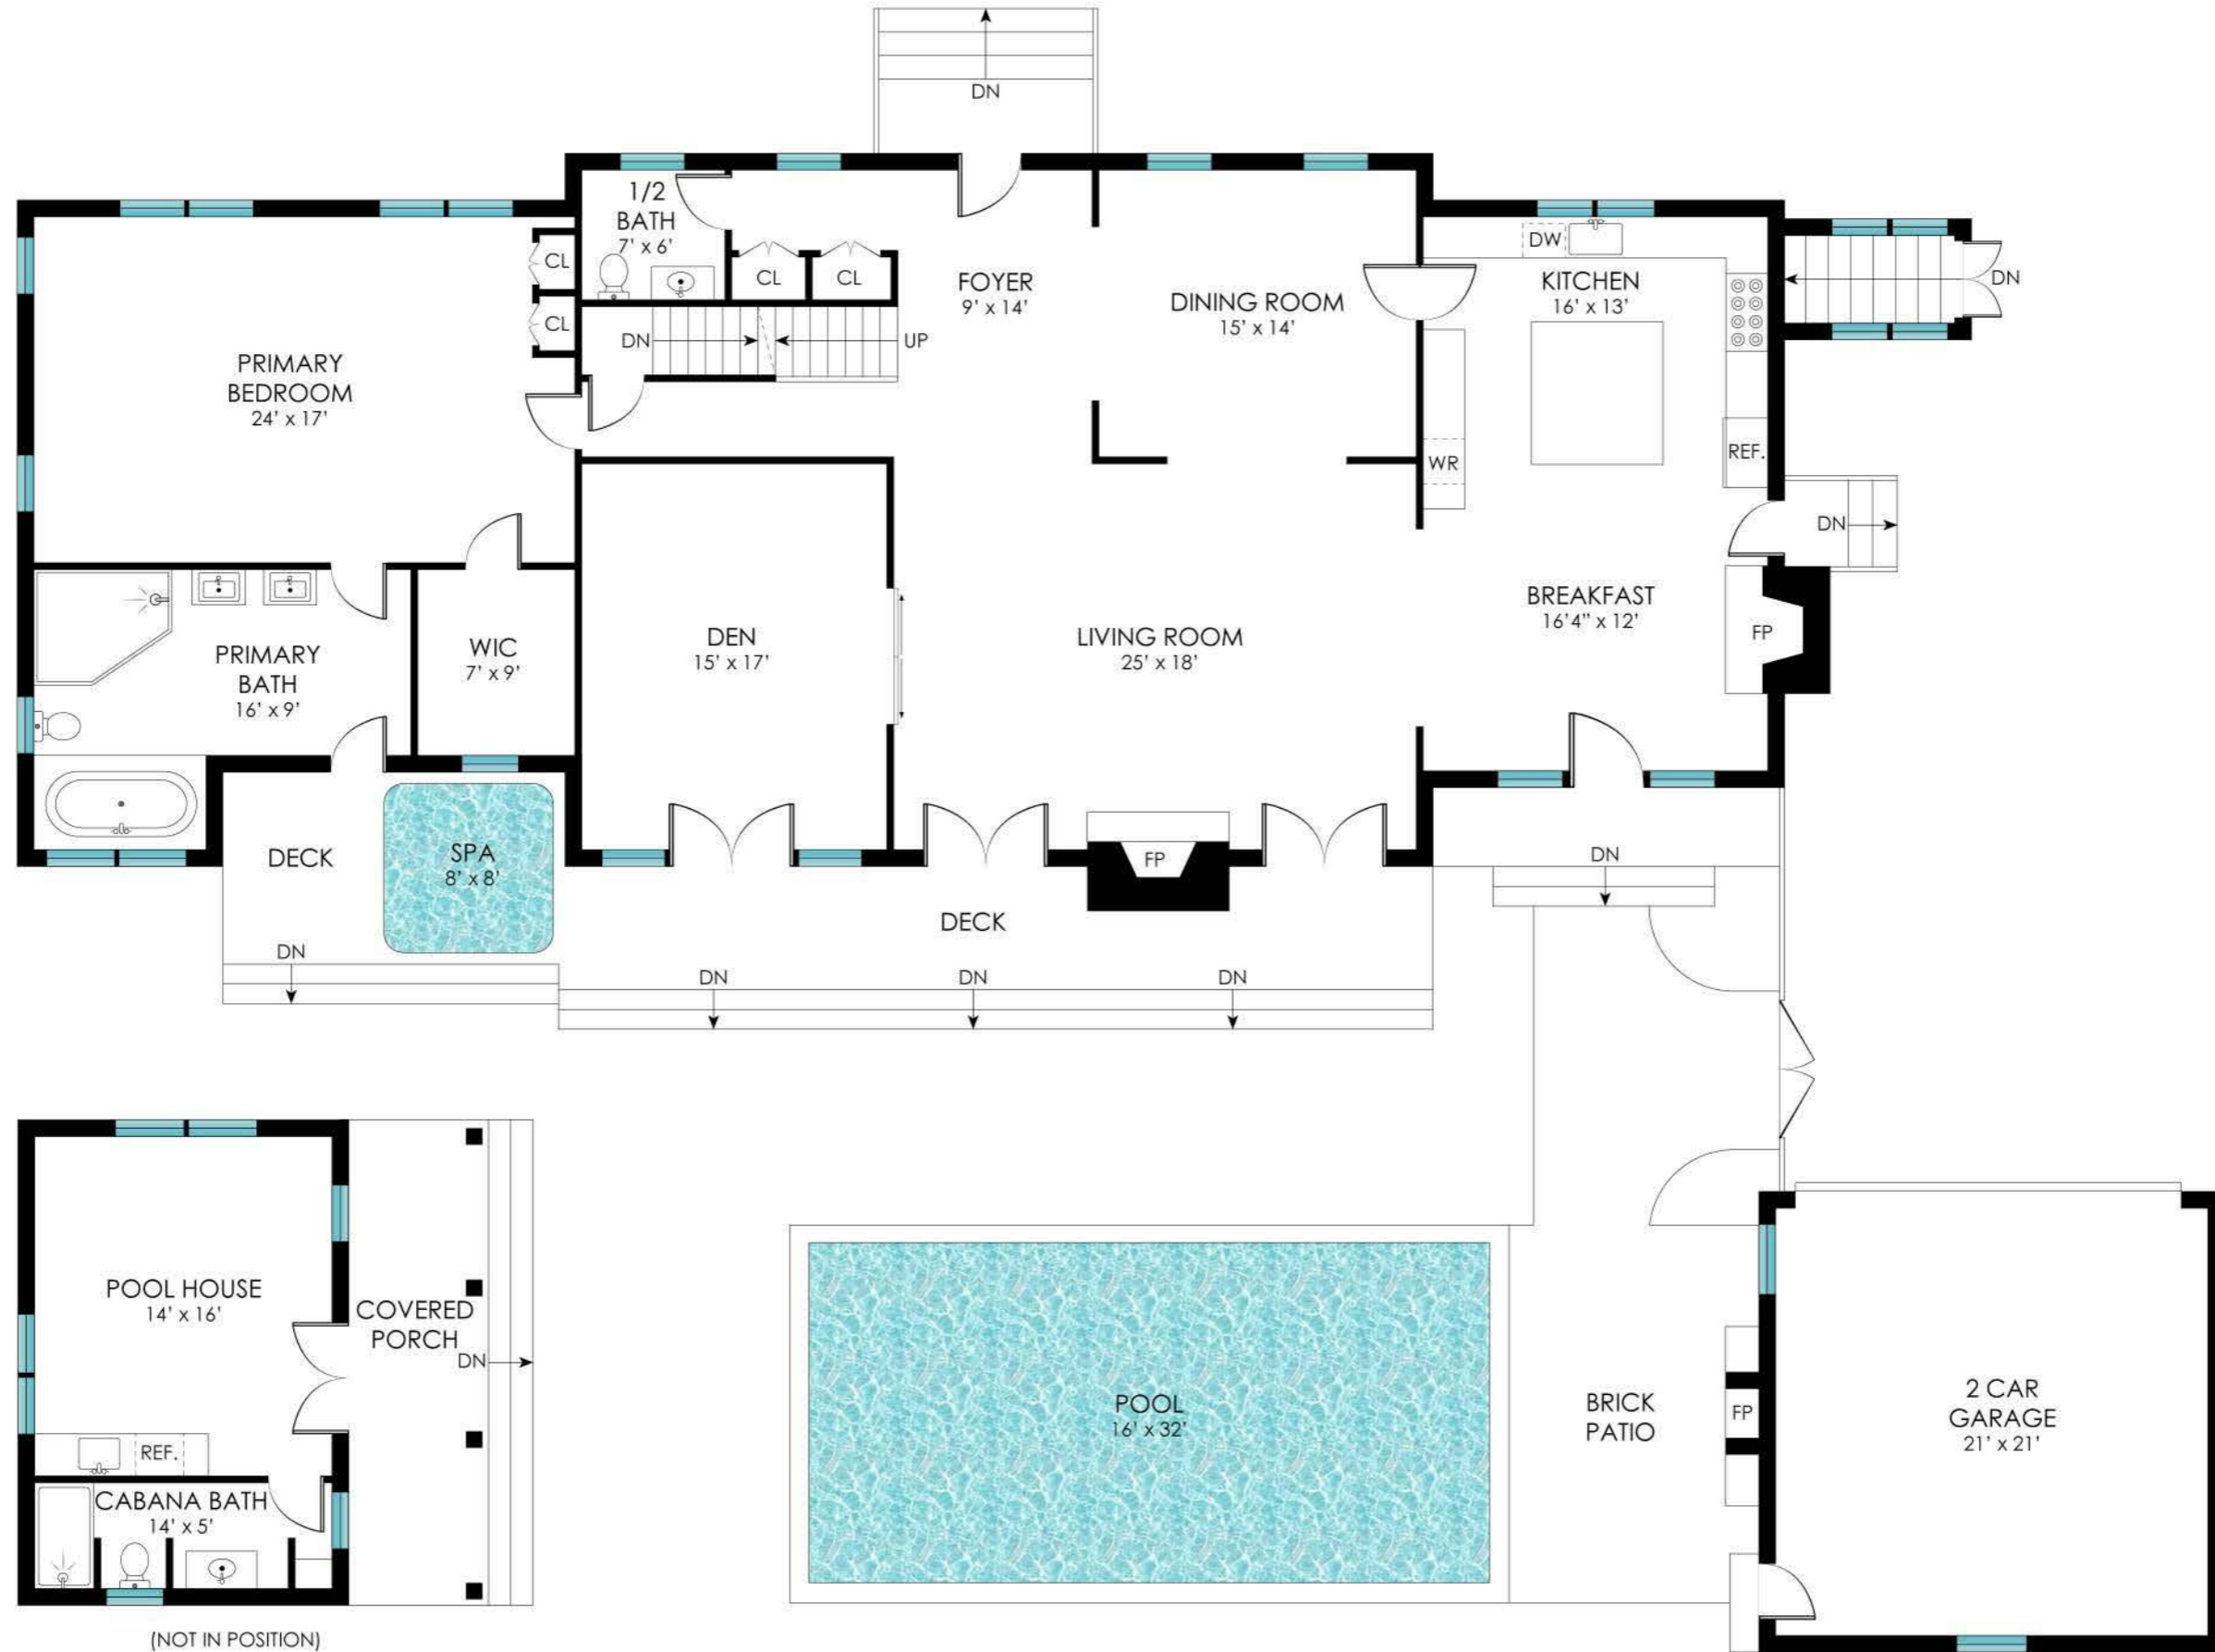 DN
1/2
BATH
7' x 6'
CL
CL
CL
CL
FOYER
9' x 14'
DINING ROOM
15' x 14'
DW
KITCHEN
16' x 13'
DN
DN
UP
PRIMARY
BEDROOM
24' x 17'
WR
REF.
DN
PRIMARY
BATH
16' x 9'
WIC
7' x 9'
DEN
15' x 17'
LIVING ROOM
25' x 18'
BREAKFAST
16'4" x 12'
FP
DECK
SPA
8' x 8'
FP
DN
DECK
DN
DN
DN
DN
POOL HOUSE
14' x 16'
COVERED
PORCH
DN
REF.
CABANA BATH
14' x 5'
(NOT IN POSITION)
POOL
16' x 32'
BRICK
PATIO
FP
2 CAR
GARAGE
21' x 21'